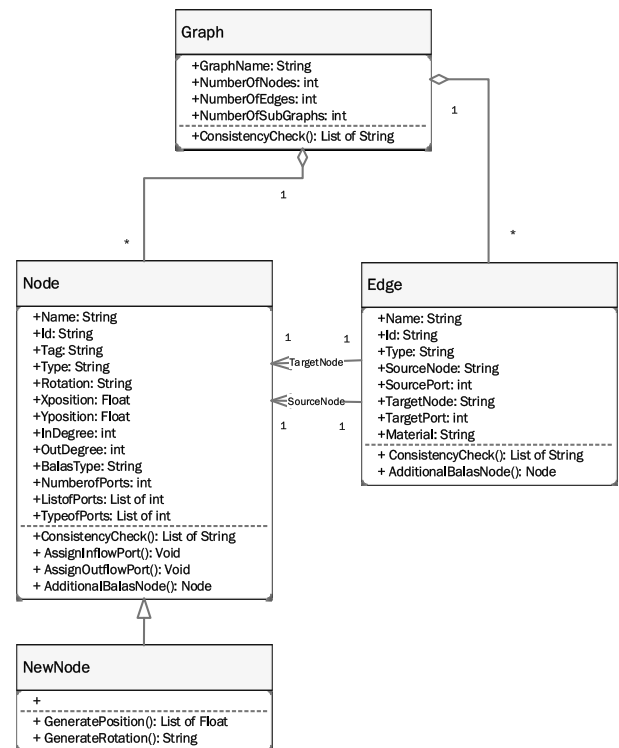 Graph
+GraphName: String
+NumberOfNodes: int
+NumberOfEdges: int
+NumberOfSubGraphs: int
+ConsistencyCheck(): List of String
1
1
*
*
Node
+Name: String
+Id: String
+Tag: String
+Type: String
+Rotation: String
+Xposition: Float
+Yposition: Float
+InDegree: int
+OutDegree: int
+BalasType: String
+NumberofPorts: int
+ListofPorts: List of int
+TypeofPorts: List of int
+ConsistencyCheck(): List of String
+ AssignInflowPort(): Void
+ AssignOutflowPort(): Void
+ AdditionalBalasNode(): Node
1
1
TargetNode
SourceNode
1
1
Edge
+Name: String
+Id: String
+Type: String
+SourceNode: String
+SourcePort: int
+TargetNode: String
+TargetPort: int
+Material: String
+ ConsistencyCheck(): List of String
+ AdditionalBalasNode(): Node
NewNode
+
+ GeneratePosition(): List of Float
+ GenerateRotation(): String